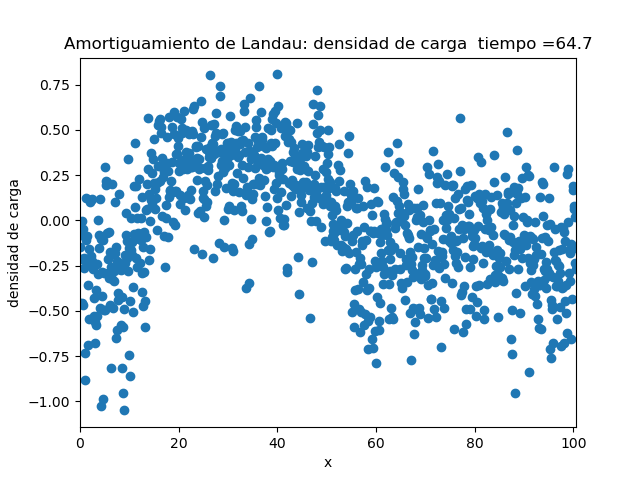 Amortiguamiento de Landau: densidad de carga  tiempo =64.7
densidad de carga
0.75
0.50
0.25
0.00
−0.25
−0.50
−0.75
−1.00
0 20 40 60 80 100
x